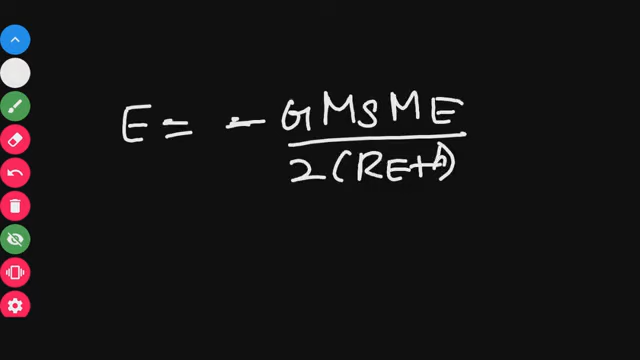 E = - GMSME
2(RE+h)